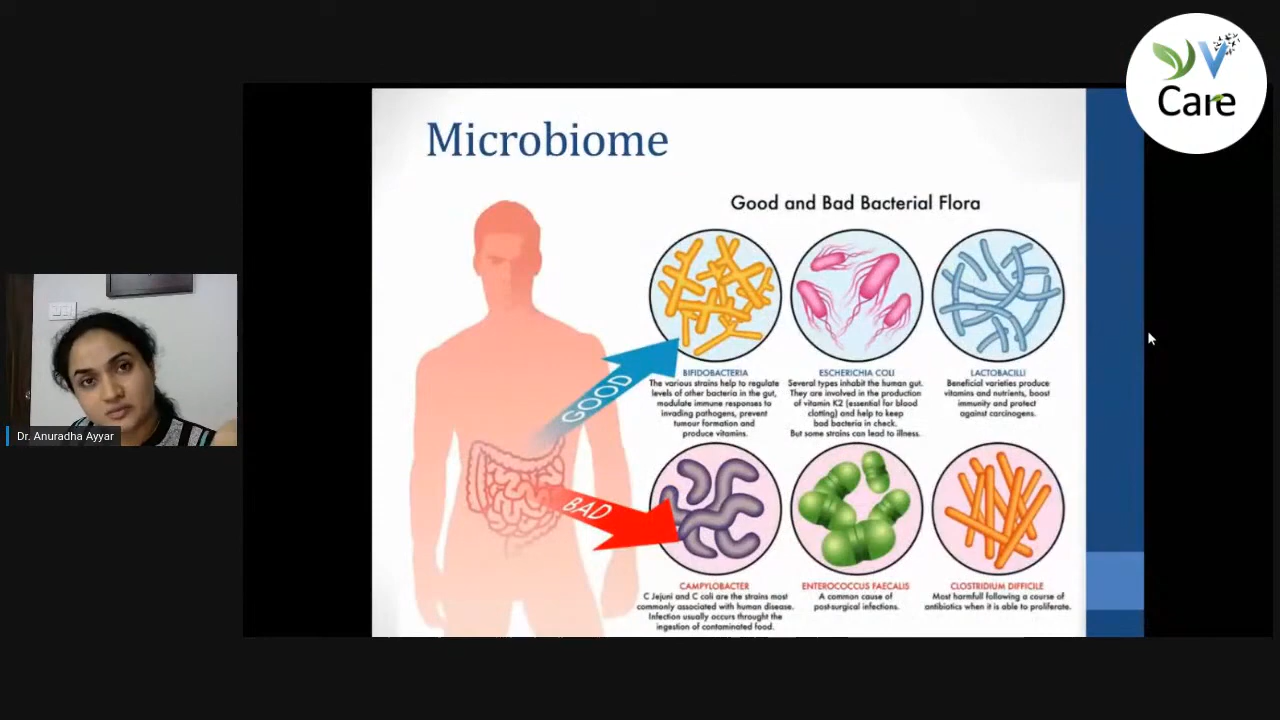 V
Care
Microbiome
Good and Bad Bacterial Flora
GOOD
BAD
BIFIDOBACTERIA
The various strains help to regulate
levels of other bacteria in the gut,
modulate immune responses to
invading pathogens, prevent
tumour formation and
produce vitamins.
ESCHERICHIA COLI
Several types inhabit the human gut.
They are involved in the production
of vitamin K2 (essential for blood
clotting) and help to keep
bad bacteria in check.
But some strains can lead to illness.
LACTOBACILLI
Beneficial varieties produce
vitamins and nutrients, boost
immunity and protect
against carcinogens.
CAMPYLOBACTER
C Jejuni and C coli are the strains most
commonly associated with human disease.
Infection usually occurs throught the
ingestion of contaminated food.
ENTEROCOCCUS FAECALIS
A common cause of
post-surgical infections.
CLOSTRIDIUM DIFFICILE
Most harmfull following a course of
antibiotics when it is able to proliferate.
Dr. Anuradha Ayyar